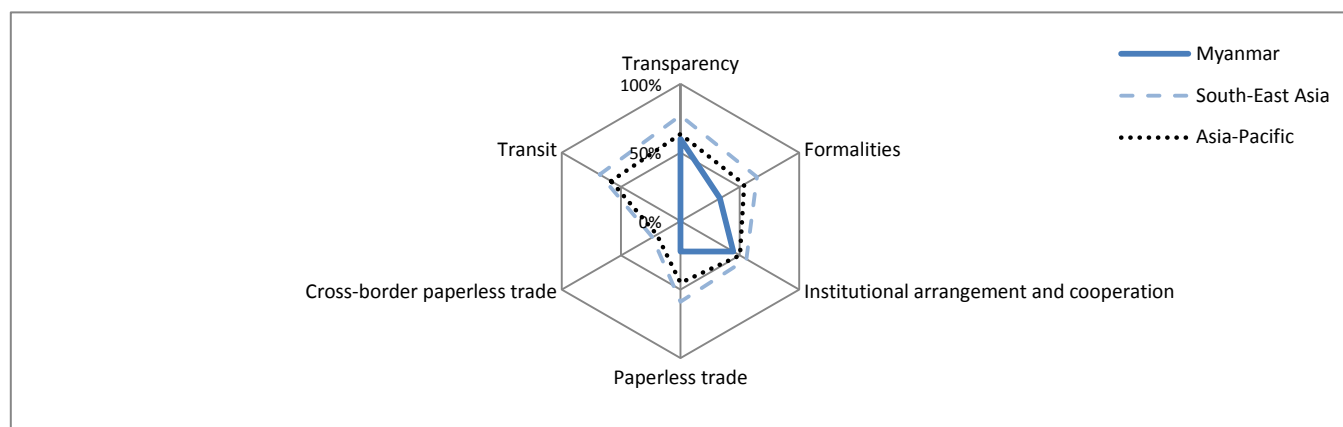 Transparency
100%
Myanmar
South-East Asia
Asia-Pacific
Transit
50%
Formalities
0%
Cross-border paperless trade
Institutional arrangement and cooperation
Paperless trade